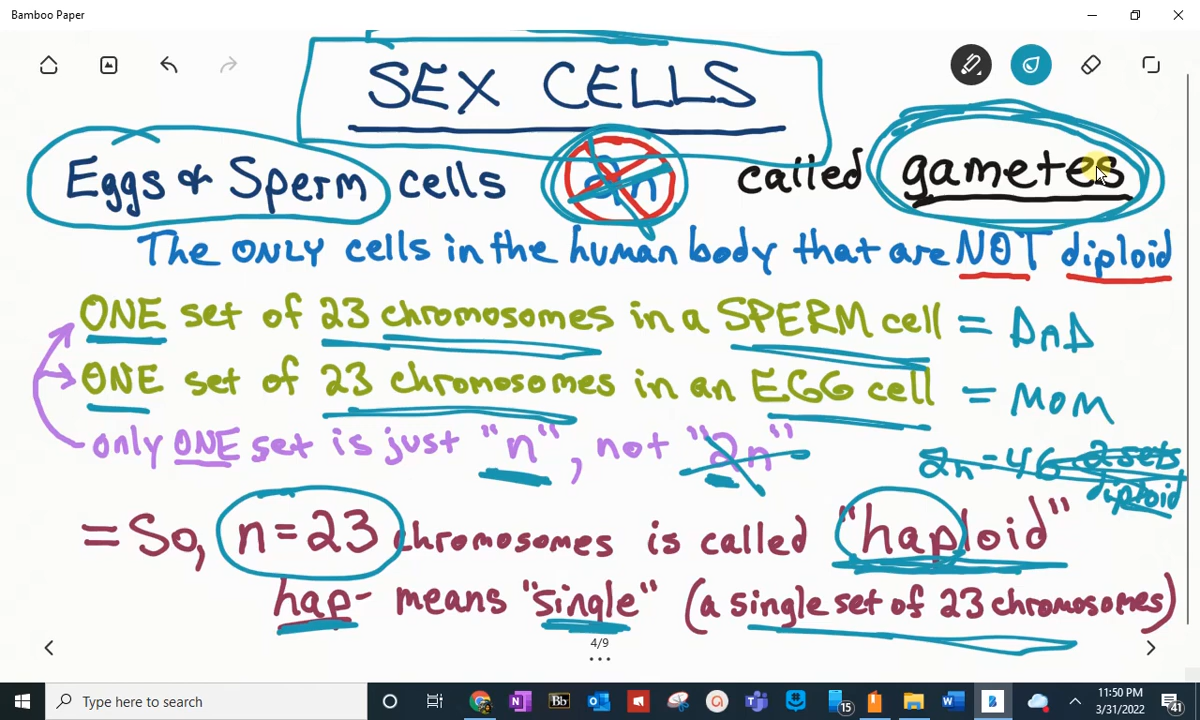 Bamboo Paper
SEX CELLS
Eggs & Sperm cells 2n called gametes
The ONLY cells in the human body that are NOT diploid
ONE set of 23 chromosomes in a SPERM cell = DAD
ONE set of 23 chromosomes in an EGG cell = MOM
only ONE set is just "n", not "2n"
2n=46 2 sets
diploid
= So, n=23 chromosomes is called "haploid"
hap- means "single" (a single set of 23 chromosomes)
4/9
Type here to search
15
11:50 PM
3/31/2022
41